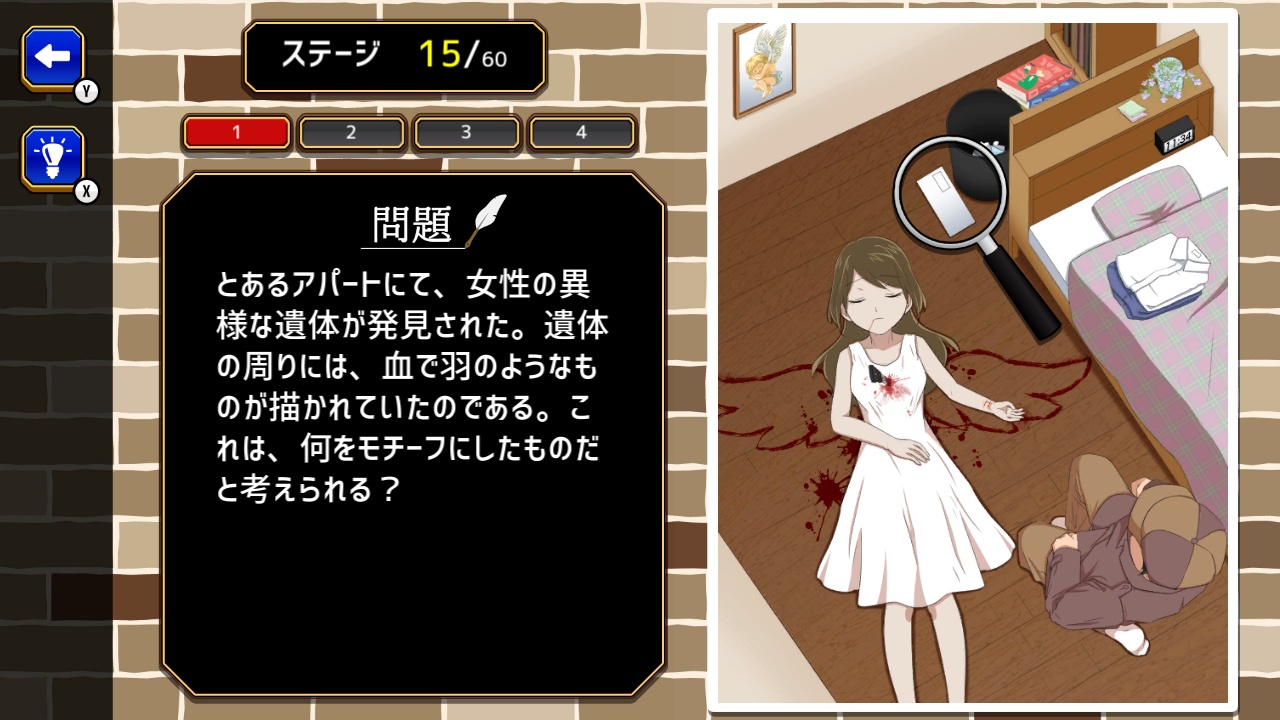 Y
X
ステージ 15/60
1 2 3 4
問題
とあるアパートにて、女性の異
様な遺体が発見された。遺体
の周りには、血で羽のようなも
のが描かれていたのである。こ
れは、何をモチーフにしたものだ
と考えられる？
11:34